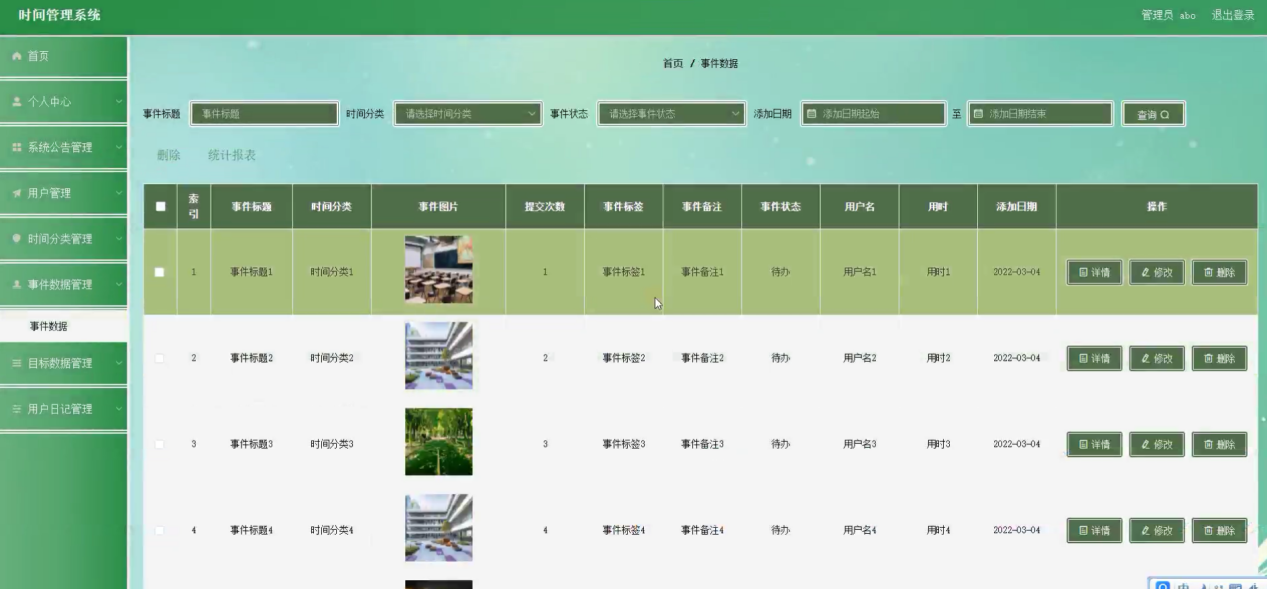 时间管理系统
管理员 abo 退出登录
首页
个人中心
系统公告管理
用户管理
时间分类管理
事件数据管理
事件数据
目标数据管理
用户日记管理
首页 / 事件数据
事件标题 事件标题 时间分类 请选择时间分类 事件状态 请选择事件状态 添加日期 添加日期起始 至 添加日期结束 查询
删除 统计报表
索引 事件标题 时间分类 事件图片 提交次数 事件标签 事件备注 事件状态 用户名 用时 添加日期 操作
1 事件标题1 时间分类1 1 事件标签1 事件备注1 待办 用户名1 用时1 2022-03-04 详情 修改 删除
2 事件标题2 时间分类2 2 事件标签2 事件备注2 待办 用户名2 用时2 2022-03-04 详情 修改 删除
3 事件标题3 时间分类3 3 事件标签3 事件备注3 待办 用户名3 用时3 2022-03-04 详情 修改 删除
4 事件标题4 时间分类4 4 事件标签4 事件备注4 待办 用户名4 用时4 2022-03-04 详情 修改 删除